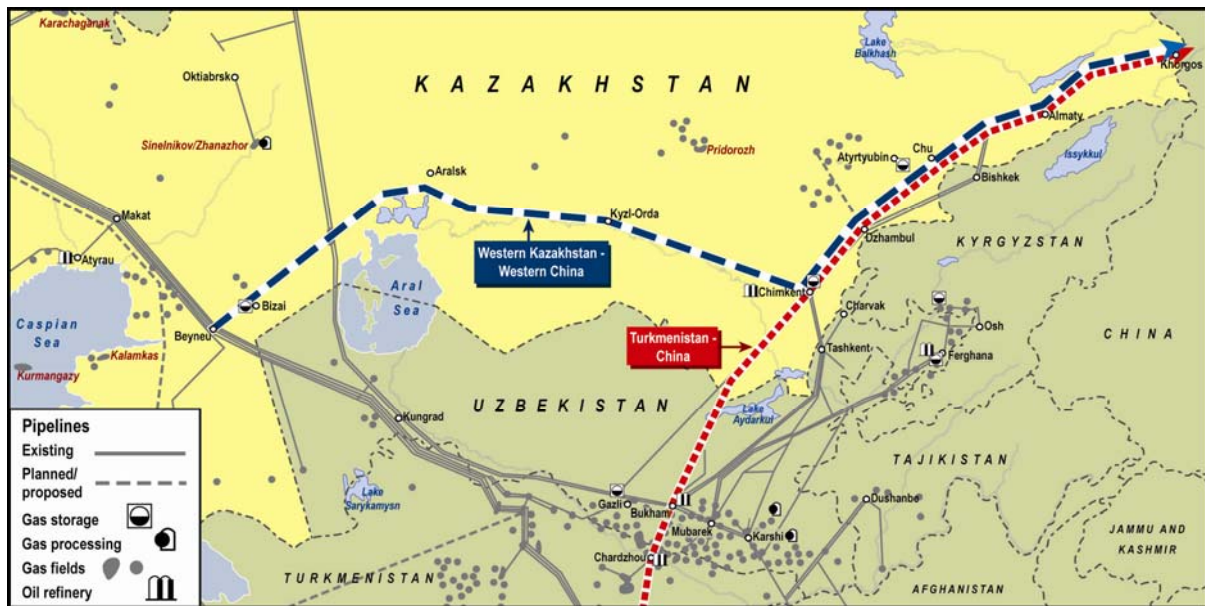 Karachaganak
Oktiabrsk
KAZAKHSTAN
Lake
Balkhash
Khorgos
Almaty
Sinelnikov/Zhanazhor
Pridorozh
Atyrtyubin
Chu
Issykkul
Aralsk
Bishkek
Makat
Kyzl-Orda
Dzhambul
KYRGYZSTAN
Atyrau
Western Kazakhstan -
Western China
Bizai
Aral
Sea
Chimkent
Charvak
Caspian
Sea
Beyneu
Osh
CHINA
Turkmenistan -
China
Tashkent
Ferghana
Kalamkas
Kurmangazy
UZBEKISTAN
Kungrad
Lake
Aydarkul
TAJIKISTAN
Lake
Sarykamysn
Gazli
Bukham
Mubarek
Karshi
Dushanbe
JAMMU AND
KASHMIR
Chardzhou
TURKMENISTAN
AFGHANISTAN
Pipelines
Existing
Planned/
proposed
Gas storage
Gas processing
Gas fields
Oil refinery